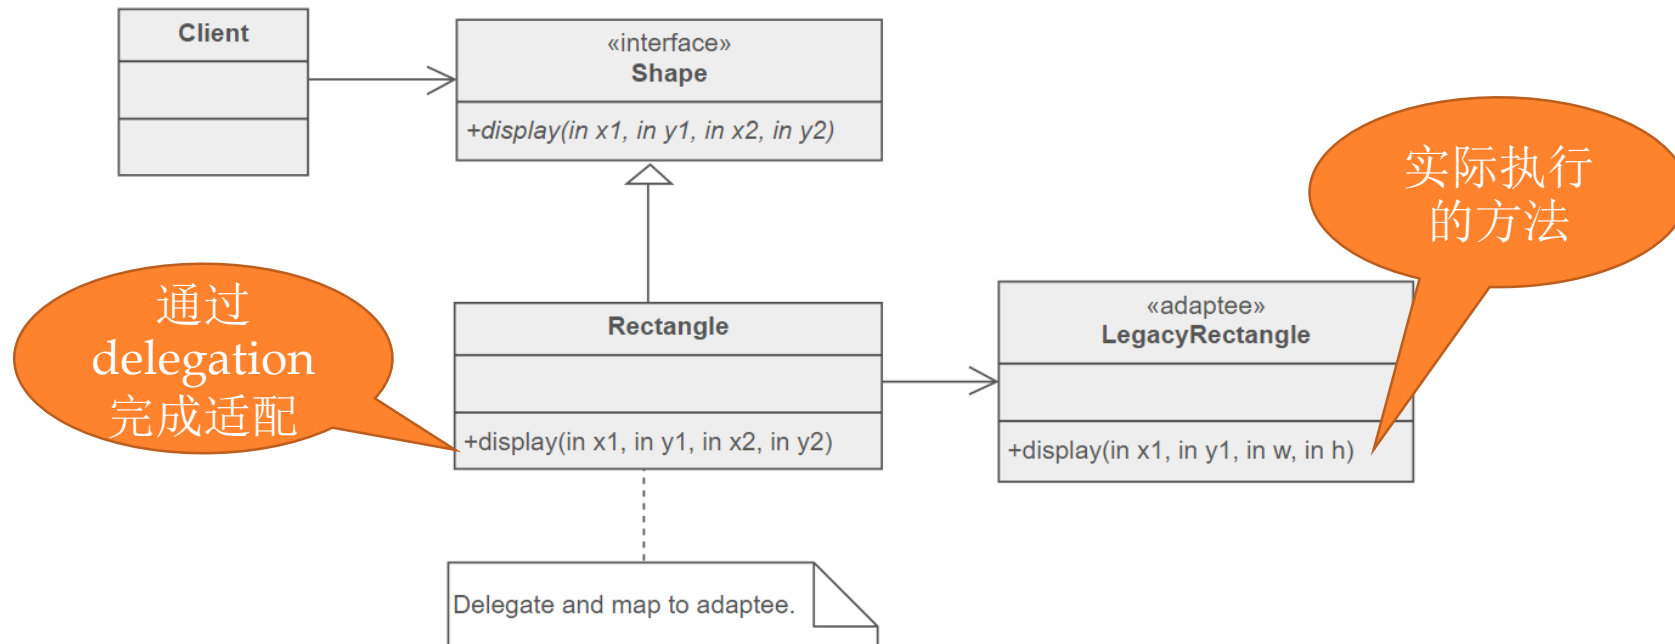 Client
«interface»
Shape
+display(in x1, in y1, in x2, in y2)
实际执行
的方法
通过
delegation
完成适配
Rectangle
+display(in x1, in y1, in x2, in y2)
«adaptee»
LegacyRectangle
+display(in x1, in y1, in w, in h)
Delegate and map to adaptee.